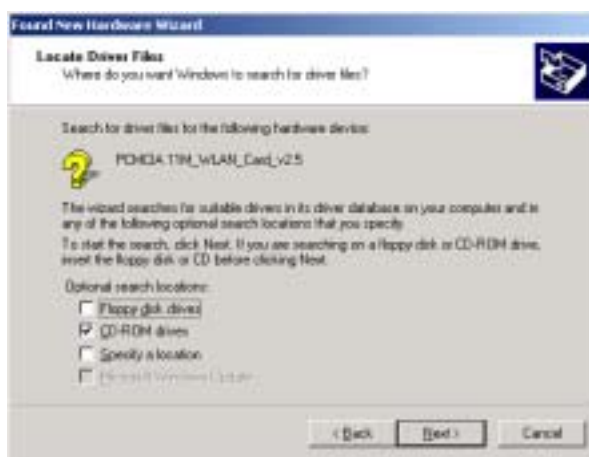 Found New Hardware Wizard
Locate Driver Files
Where do you want Windows to search for driver files?
Search for driver files for the following hardware device:
PCMCIA 11M_WLAN_Card_v2.5
The wizard searches for suitable drivers in its driver database on your computer and in
any of the following optional search locations that you specify.
To start the search, click Next. If you are searching on a floppy disk or CD-ROM drive,
insert the floppy disk or CD before clicking Next.
Optional search locations:
Floppy disk drives
CD-ROM drives
Specify a location
Microsoft Windows Update
< Back
Next >
Cancel